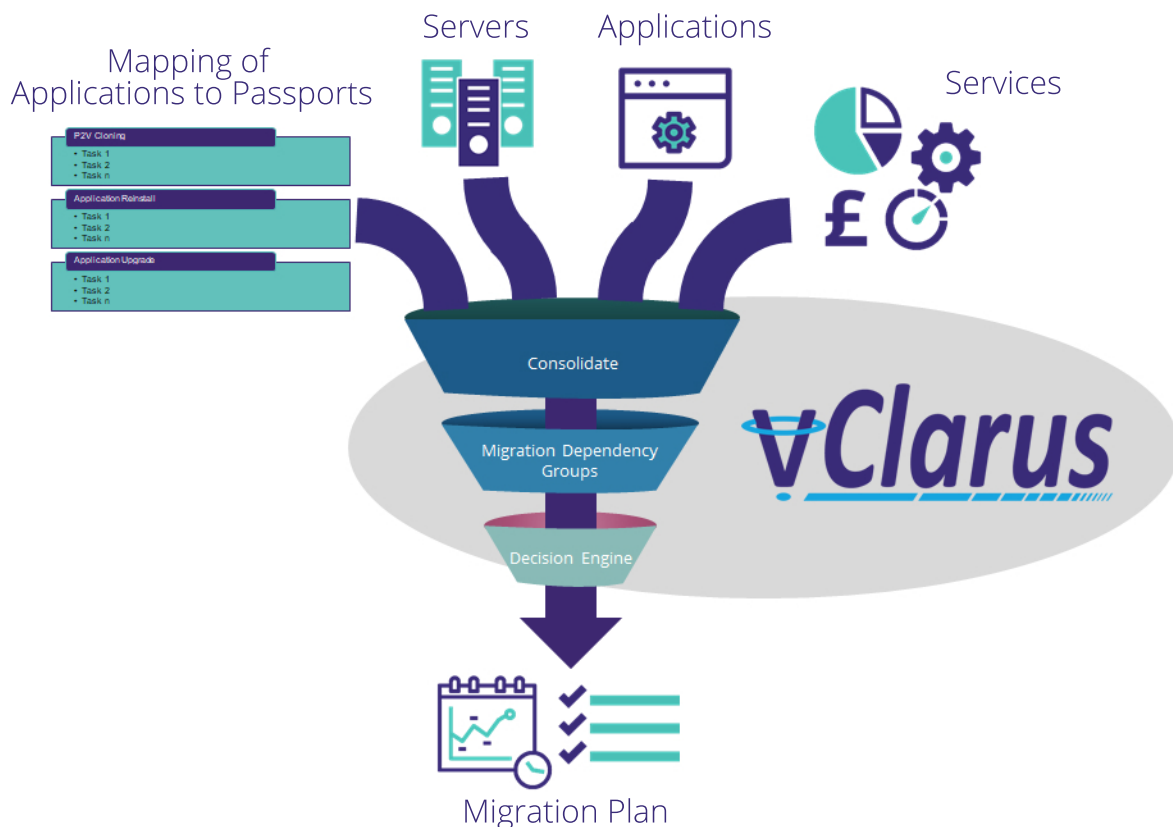 Servers
Applications
Mapping of
Applications to Passports
Services
P2V Cloning
• Task 1
• Task 2
• Task n
Application Reinstall
• Task 1
• Task 2
• Task n
Application Upgrade
• Task 1
• Task 2
• Task n
£
Consolidate
Migration Dependency
Groups
Decision Engine
vClarus
Migration Plan